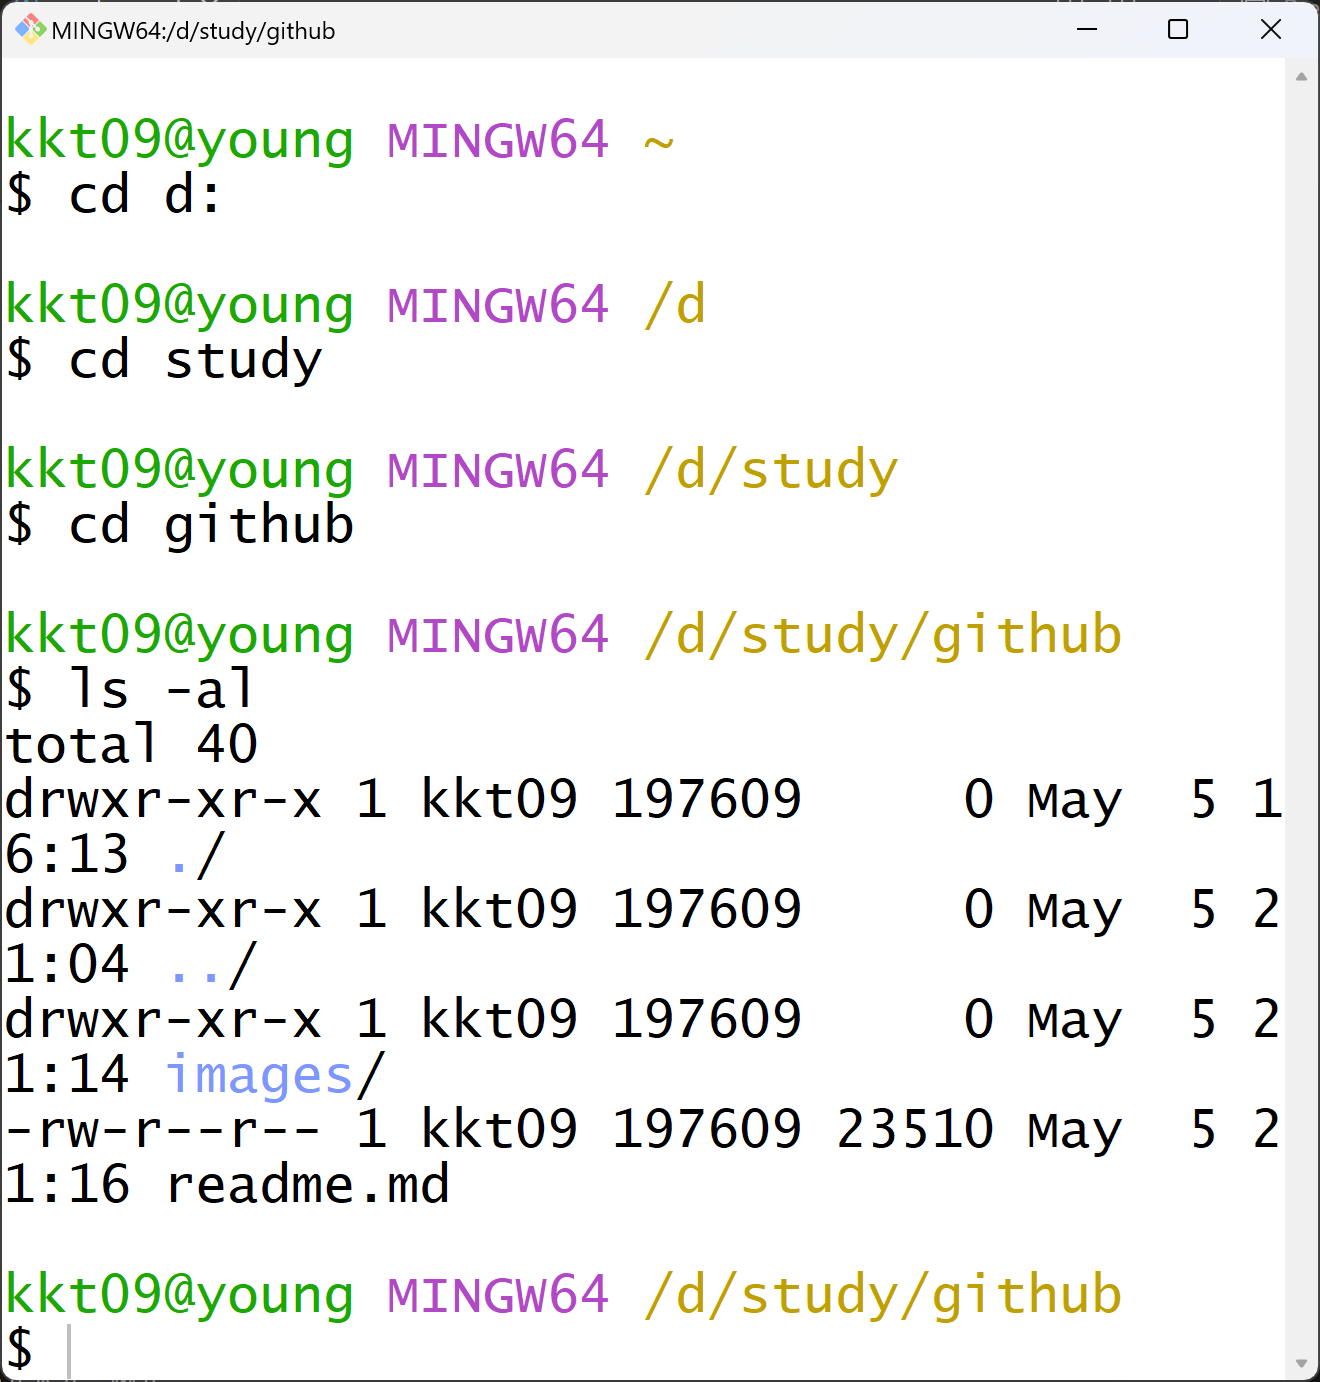 MINGW64:/d/study/github
kkt09@young MINGW64 ~
$ cd d:
kkt09@young MINGW64 /d
$ cd study
kkt09@young MINGW64 /d/study
$ cd github
kkt09@young MINGW64 /d/study/github
$ ls -al
total 40
drwxr-xr-x 1 kkt09 197609     0 May  5 1
6:13 ./
drwxr-xr-x 1 kkt09 197609     0 May  5 2
1:04 ../
drwxr-xr-x 1 kkt09 197609     0 May  5 2
1:14 images/
-rw-r--r-- 1 kkt09 197609 23510 May  5 2
1:16 readme.md
kkt09@young MINGW64 /d/study/github
$